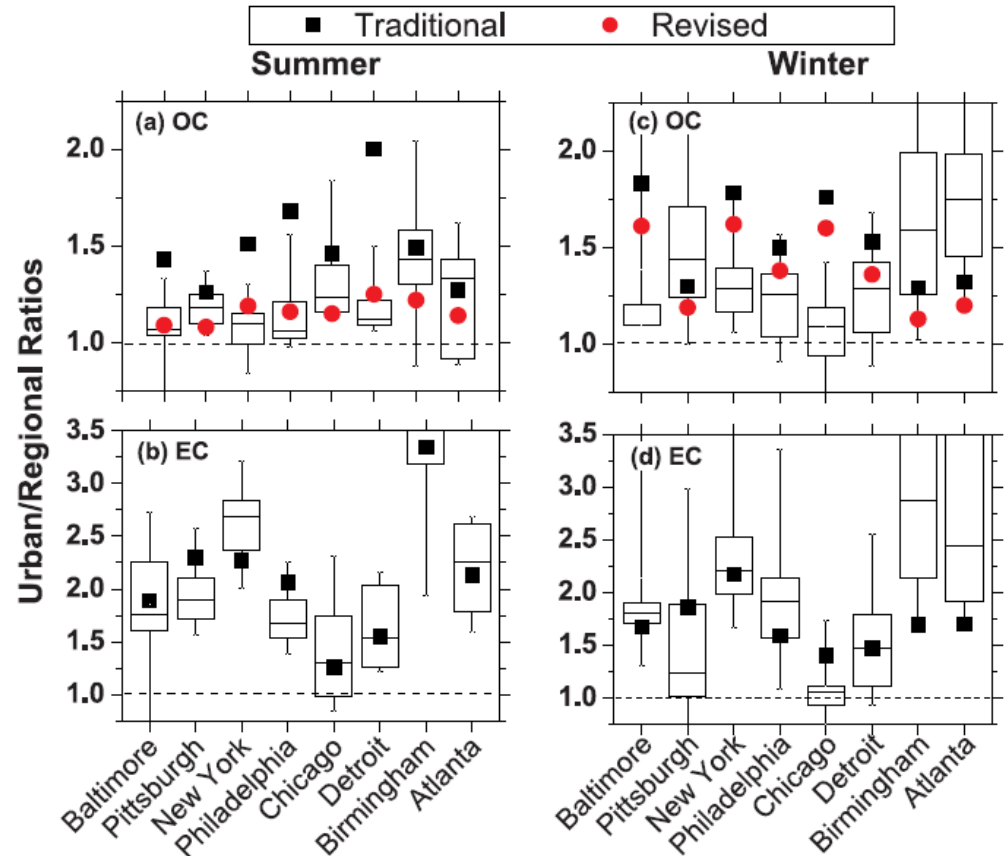 Traditional Revised
Summer Winter
(a) OC
2.0
1.5
1.0
(c) OC
2.0
1.5
1.0
Urban/Regional Ratios
(b) EC
3.5
3.0
2.5
2.0
1.5
1.0
(d) EC
3.5
3.0
2.5
2.0
1.5
1.0
Baltimore
Pittsburgh
New York
Philadelphia
Chicago
Detroit
Birmingham
Atlanta
Baltimore
Pittsburgh
New York
Philadelphia
Chicago
Detroit
Birmingham
Atlanta